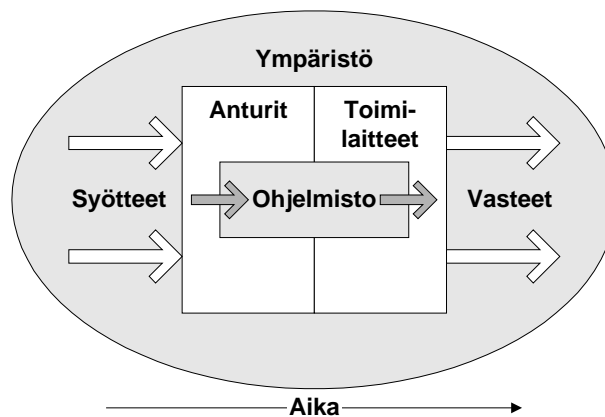 Ympäristö
Anturit
Toimi-
laitteet
Syötteet
Ohjelmisto
Vasteet
Aika